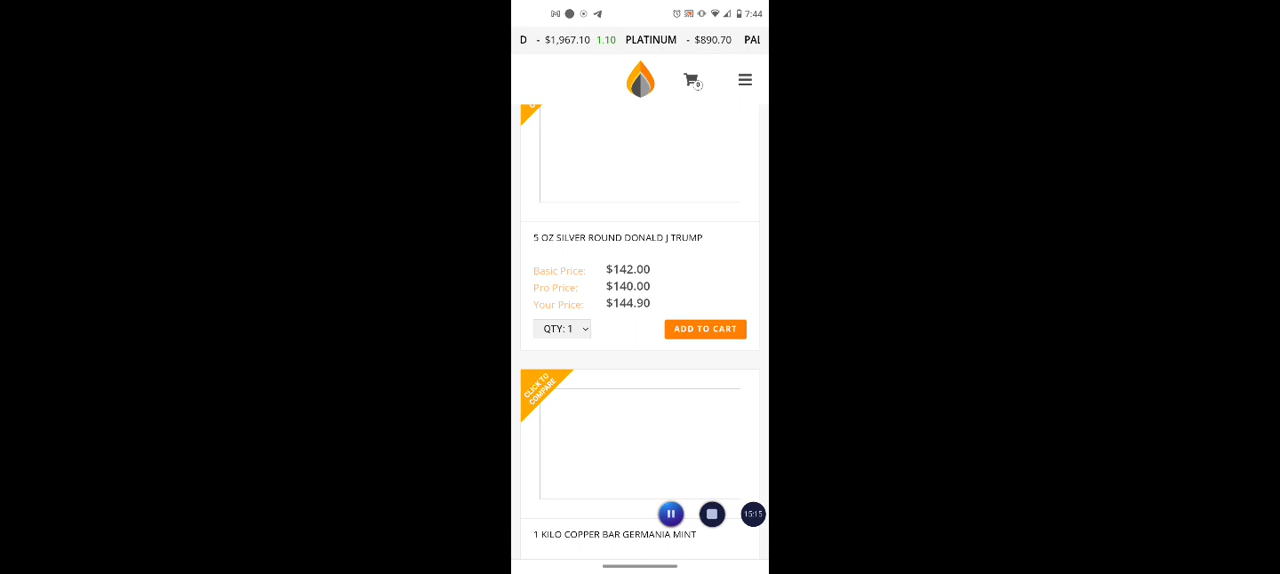 7:44
D - $1,967.10 1.10 PLATINUM - $890.70 PAL
0
5 OZ SILVER ROUND DONALD J TRUMP
Basic Price: $142.00
Pro Price: $140.00
Your Price: $144.90
QTY: 1 ADD TO CART
CLICK TO
COMPARE
15:15
1 KILO COPPER BAR GERMANIA MINT